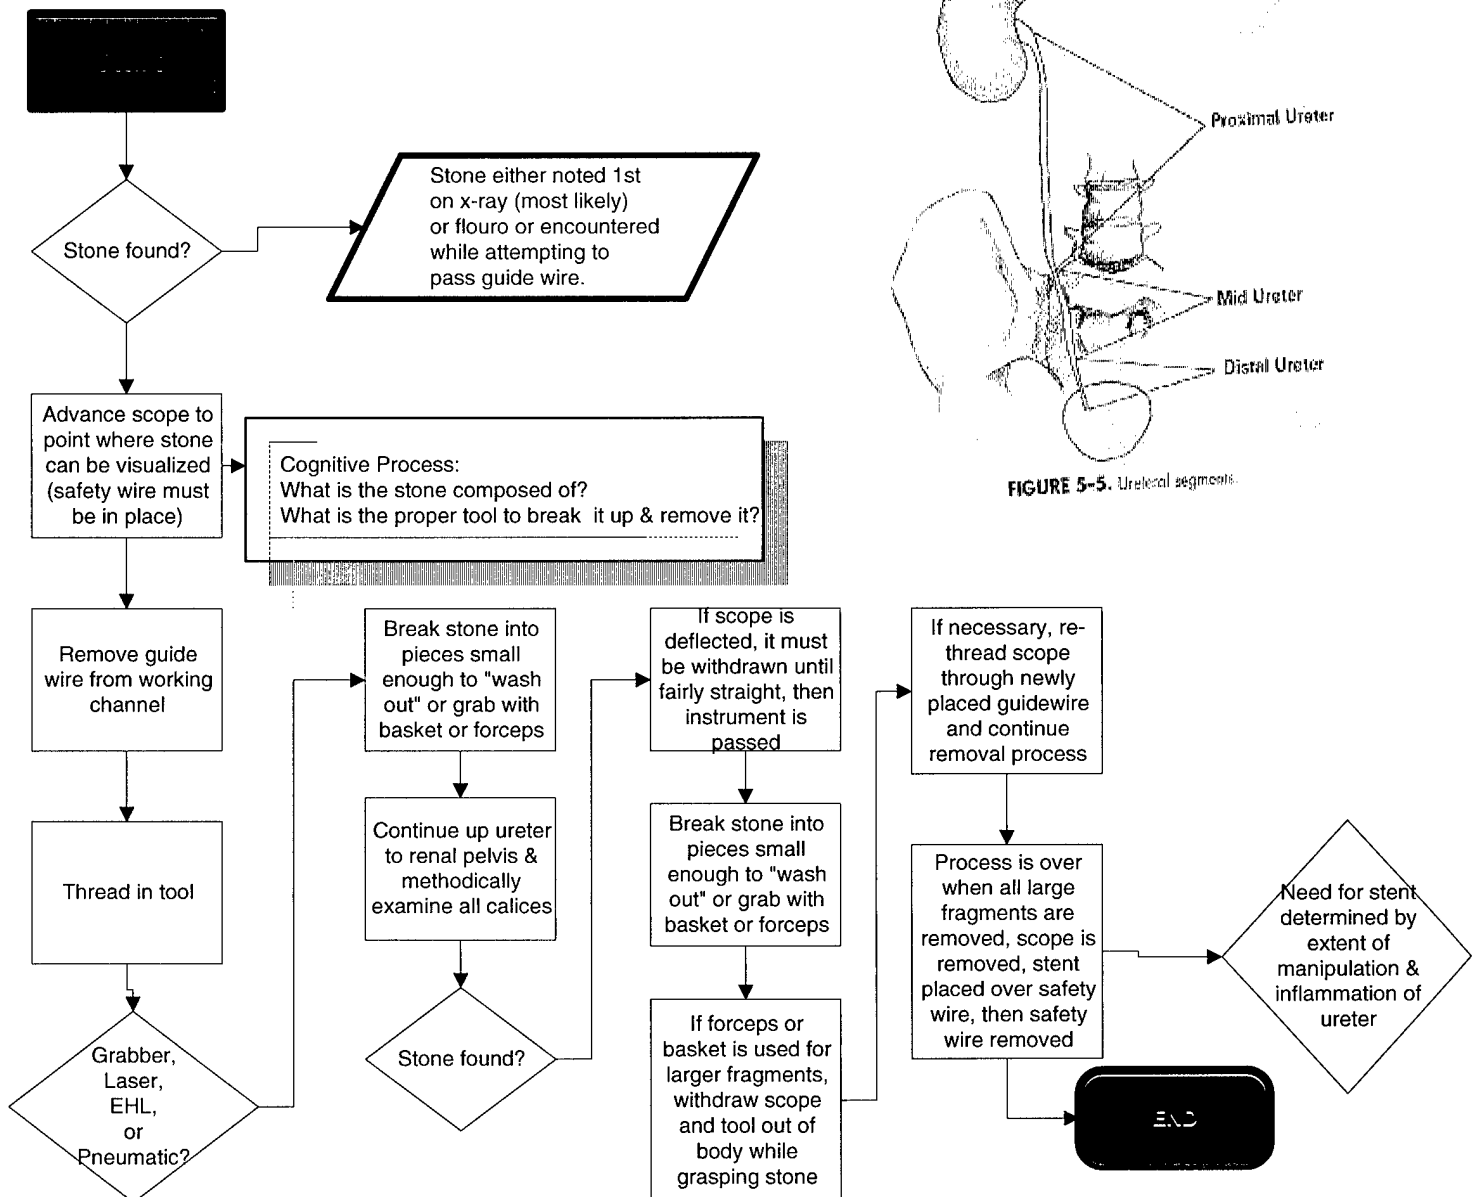 Stone found?
Stone either noted 1st
on x-ray (most likely)
or flouro or encountered
while attempting to
pass guide wire.
Advance scope to
point where stone
can be visualized
(safety wire must
be in place)
Cognitive Process:
What is the stone composed of?
What is the proper tool to break it up & remove it?
Remove guide
wire from working
channel
Thread in tool
Grabber,
Laser,
EHL,
or
Pneumatic?
Break stone into
pieces small
enough to "wash
out" or grab with
basket or forceps
Continue up ureter
to renal pelvis &
methodically
examine all calices
Stone found?
If scope is
deflected, it must
be withdrawn until
fairly straight, then
instrument is
passed
Break stone into
pieces small
enough to "wash
out" or grab with
basket or forceps
If forceps or
basket is used for
larger fragments,
withdraw scope
and tool out of
body while
grasping stone
If necessary, re-
thread scope
through newly
placed guidewire
and continue
removal process
Process is over
when all large
fragments are
removed, scope is
removed, stent
placed over safety
wire, then safety
wire removed
Need for stent
determined by
extent of
manipulation &
inflammation of
ureter
END
Proximal Ureter
Mid Ureter
Distal Ureter
FIGURE 5-5. Ureteral segments.